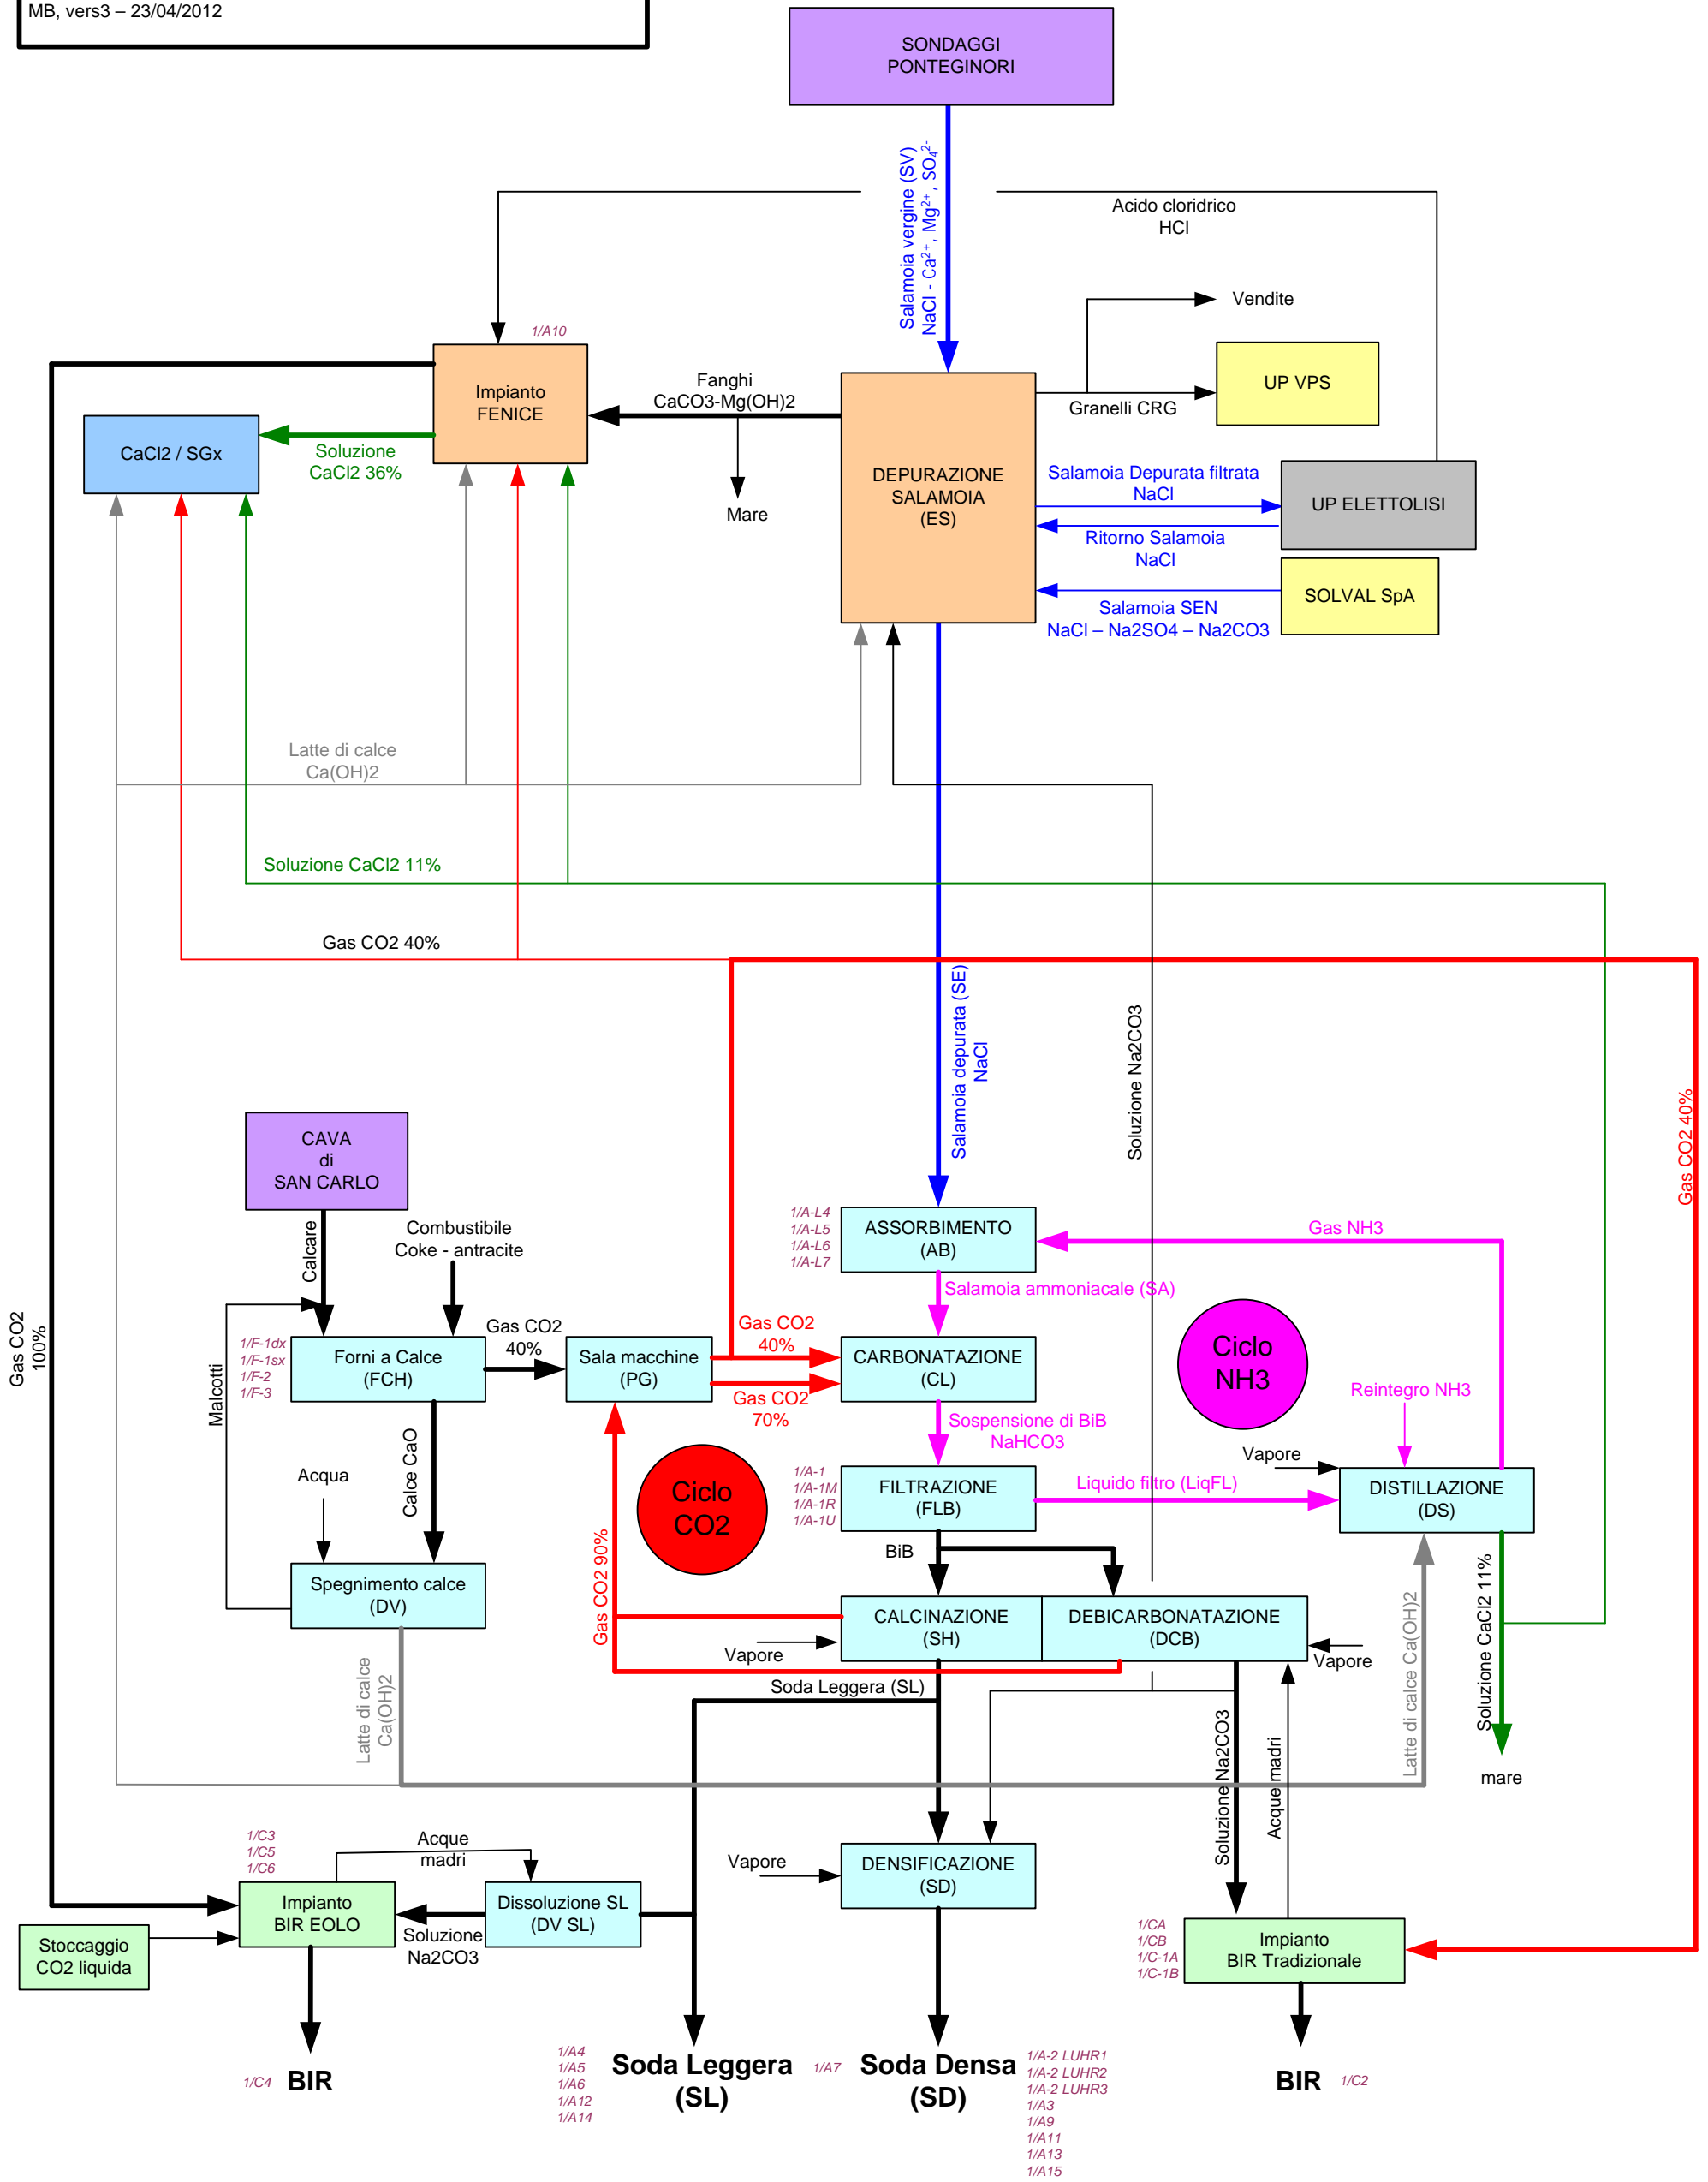 MB, vers3 – 23/04/2012
SONDAGGI
PONTEGINORI
Salamoia vergine (SV)
NaCl - Ca²⁺, Mg²⁺, SO₄²⁻
Acido cloridrico
HCl
Vendite
1/A10
Impianto
FENICE
Fanghi
CaCO3-Mg(OH)2
UP VPS
Granelli CRG
CaCl2 / SGx
Soluzione
CaCl2 36%
Mare
DEPURAZIONE
SALAMOIA
(ES)
Salamoia Depurata filtrata
NaCl
UP ELETTOLISI
Ritorno Salamoia
NaCl
SOLVAL SpA
Salamoia SEN
NaCl – Na2SO4 – Na2CO3
Latte di calce
Ca(OH)2
Soluzione CaCl2 11%
Gas CO2 40%
Salamoia depurata (SE)
NaCl
Soluzione Na2CO3
Gas CO2 40%
CAVA
di
SAN CARLO
Calcare
Combustibile
Coke - antracite
1/A-L4
1/A-L5
1/A-L6
1/A-L7
ASSORBIMENTO
(AB)
Gas NH3
Salamoia ammoniacale (SA)
Gas CO2
100%
Malcotti
1/F-1dx
1/F-1sx
1/F-2
1/F-3
Forni a Calce
(FCH)
Gas CO2
40%
Sala macchine
(PG)
Gas CO2
40%
Gas CO2
70%
CARBONATAZIONE
(CL)
Ciclo
NH3
Reintegro NH3
Sospensione di BiB
NaHCO3
Vapore
Acqua
Calce CaO
Ciclo
CO2
1/A-1
1/A-1M
1/A-1R
1/A-1U
FILTRAZIONE
(FLB)
Liquido filtro (LiqFL)
DISTILLAZIONE
(DS)
BiB
Gas CO2 90%
Spegnimento calce
(DV)
CALCINAZIONE
(SH)
DEBICARBONATAZIONE
(DCB)
Vapore
Vapore
Soda Leggera (SL)
Latte di calce
Ca(OH)2
Soluzione Na2CO3
Acque madri
Latte di calce Ca(OH)2
Soluzione CaCl2 11%
mare
1/C3
1/C5
1/C6
Acque
madri
Vapore
DENSIFICAZIONE
(SD)
Impianto
BIR EOLO
Dissoluzione SL
(DV SL)
Soluzione
Na2CO3
Stoccaggio
CO2 liquida
1/CA
1/CB
1/C-1A
1/C-1B
Impianto
BIR Tradizionale
1/C4
BIR
1/A4
1/A5
1/A6
1/A12
1/A14
Soda Leggera
(SL)
1/A7
Soda Densa
(SD)
1/A-2 LUHR1
1/A-2 LUHR2
1/A-2 LUHR3
1/A3
1/A9
1/A11
1/A13
1/A15
BIR
1/C2